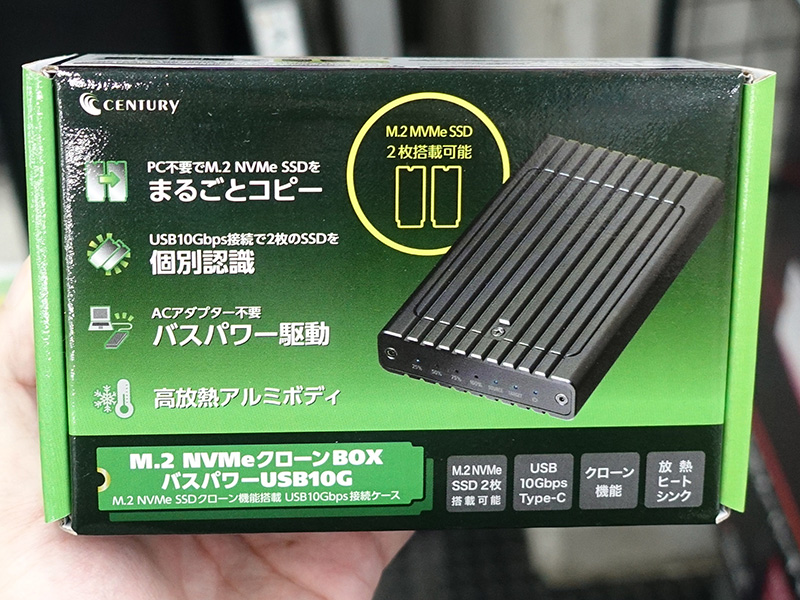 CENTURY
M.2 MVMe SSD
2枚搭載可能
PC不要でM.2 NVMe SSDを
まるごとコピー
USB10Gbps接続で2枚のSSDを
個別認識
ACアダプター不要
バスパワー駆動
高放熱アルミボディ
25%
50%
75%
100%
SOURCE
TARGET
M.2 NVMeクローンBOX
バスパワーUSB10G
M.2 NVMe SSDクローン機能搭載 USB10Gbps接続ケース
M.2 NVMe
SSD 2枚
搭載可能
USB
10Gbps
Type-C
クローン
機能
放熱
ヒート
シンク